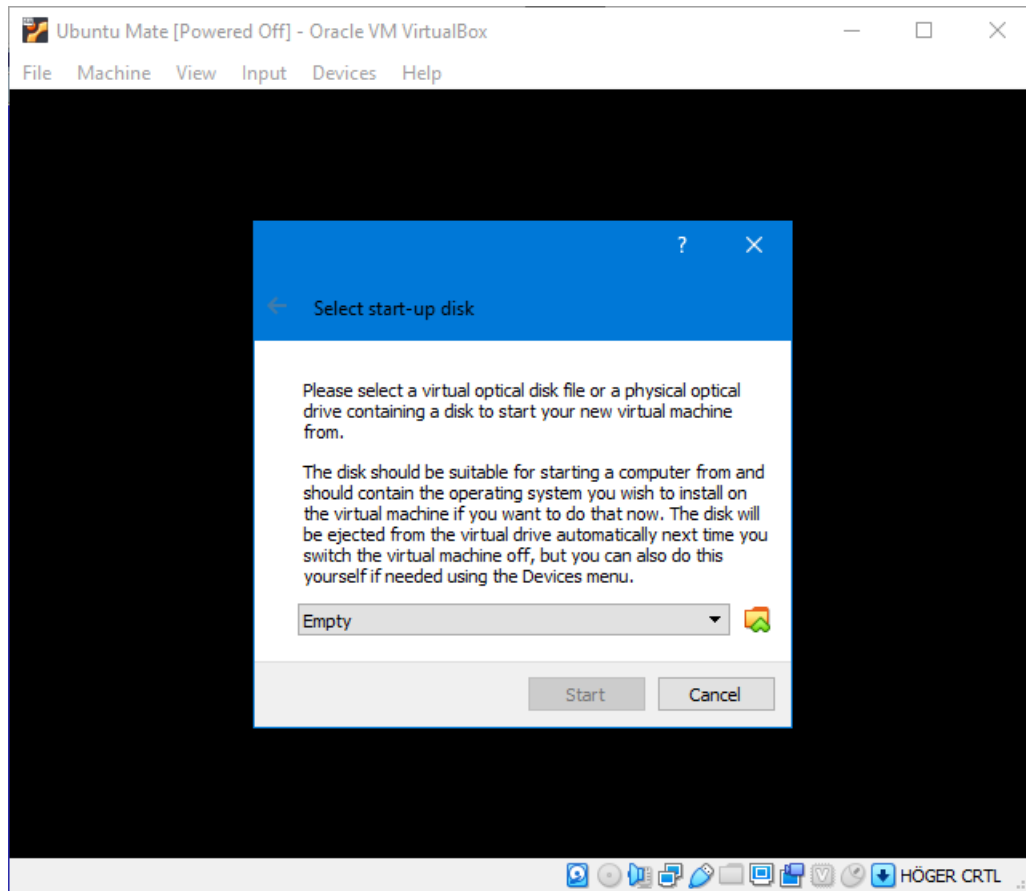 Ubuntu Mate [Powered Off] - Oracle VM VirtualBox
File Machine View Input Devices Help
?
Select start-up disk
Please select a virtual optical disk file or a physical optical
drive containing a disk to start your new virtual machine
from.
The disk should be suitable for starting a computer from and
should contain the operating system you wish to install on
the virtual machine if you want to do that now. The disk will
be ejected from the virtual drive automatically next time you
switch the virtual machine off, but you can also do this
yourself if needed using the Devices menu.
Empty
Start Cancel
HÖGER CRTL